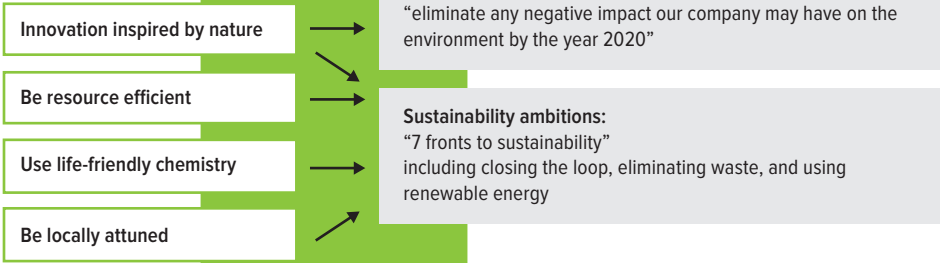 Innovation inspired by nature
“eliminate any negative impact our company may have on the
environment by the year 2020”
Be resource efficient
Sustainability ambitions:
“7 fronts to sustainability”
including closing the loop, eliminating waste, and using
renewable energy
Use life-friendly chemistry
Be locally attuned